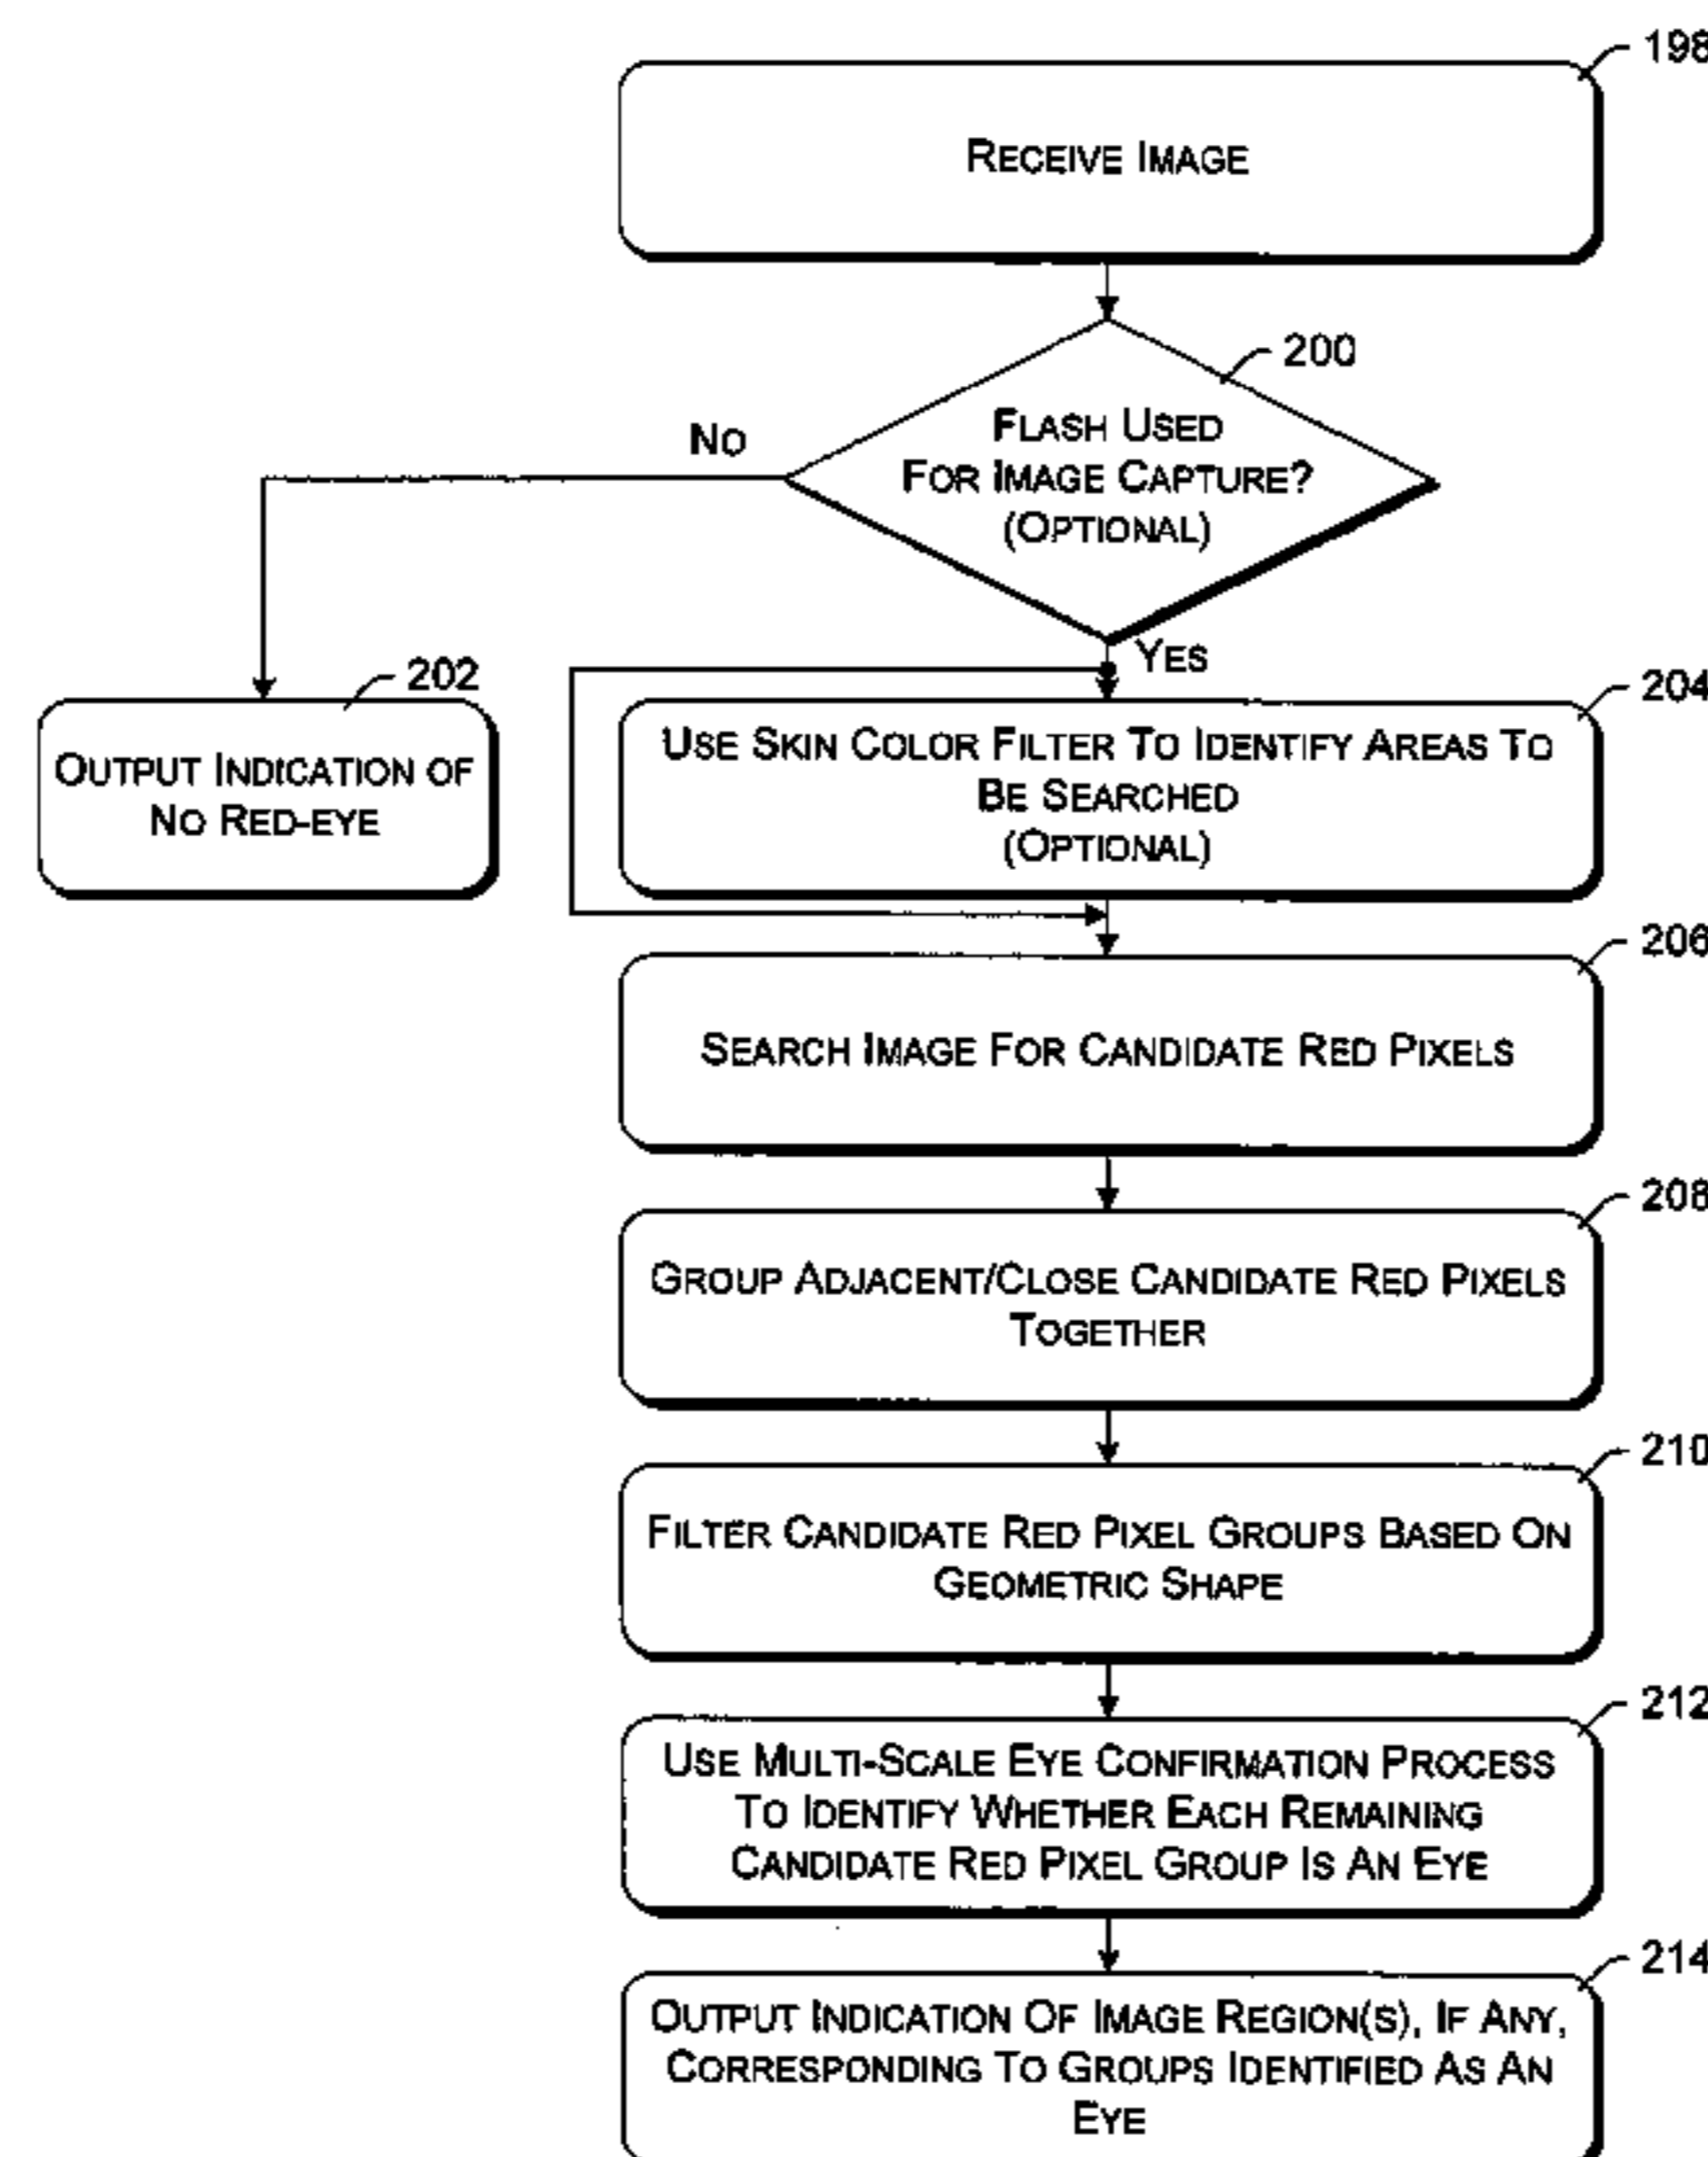 198
RECEIVE IMAGE
200
FLASH USED
FOR IMAGE CAPTURE?
(OPTIONAL)
NO
YES
202
OUTPUT INDICATION OF
NO RED-EYE
204
USE SKIN COLOR FILTER TO IDENTIFY AREAS TO
BE SEARCHED
(OPTIONAL)
206
SEARCH IMAGE FOR CANDIDATE RED PIXELS
208
GROUP ADJACENT/CLOSE CANDIDATE RED PIXELS
TOGETHER
210
FILTER CANDIDATE RED PIXEL GROUPS BASED ON
GEOMETRIC SHAPE
212
USE MULTI-SCALE EYE CONFIRMATION PROCESS
TO IDENTIFY WHETHER EACH REMAINING
CANDIDATE RED PIXEL GROUP IS AN EYE
214
OUTPUT INDICATION OF IMAGE REGION(S), IF ANY,
CORRESPONDING TO GROUPS IDENTIFIED AS AN
EYE